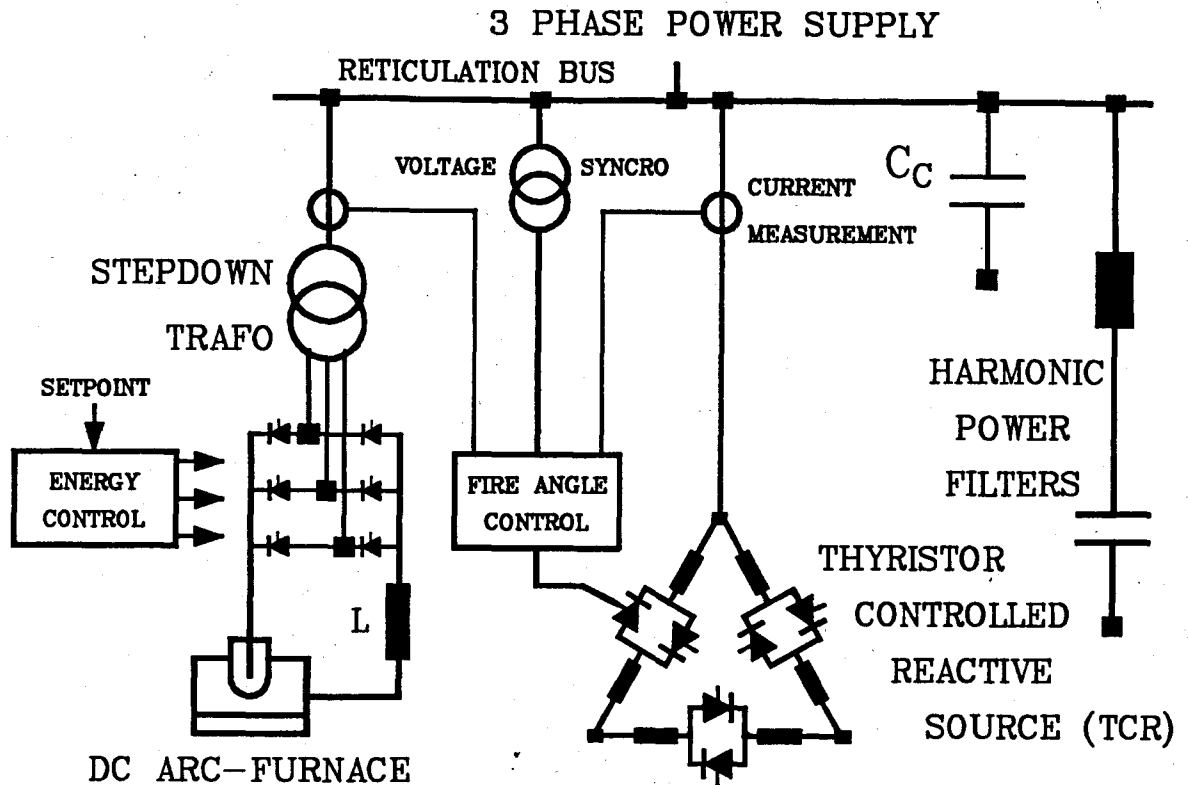 3 PHASE POWER SUPPLY
RETICULATION BUS
VOLTAGE SYNCRO
C_C
CURRENT
MEASUREMENT
STEPDOWN
TRAFO
SETPOINT
ENERGY
CONTROL
FIRE ANGLE
CONTROL
HARMONIC
POWER
FILTERS
L
THYRISTOR
CONTROLLED
REACTIVE
SOURCE (TCR)
DC ARC-FURNACE